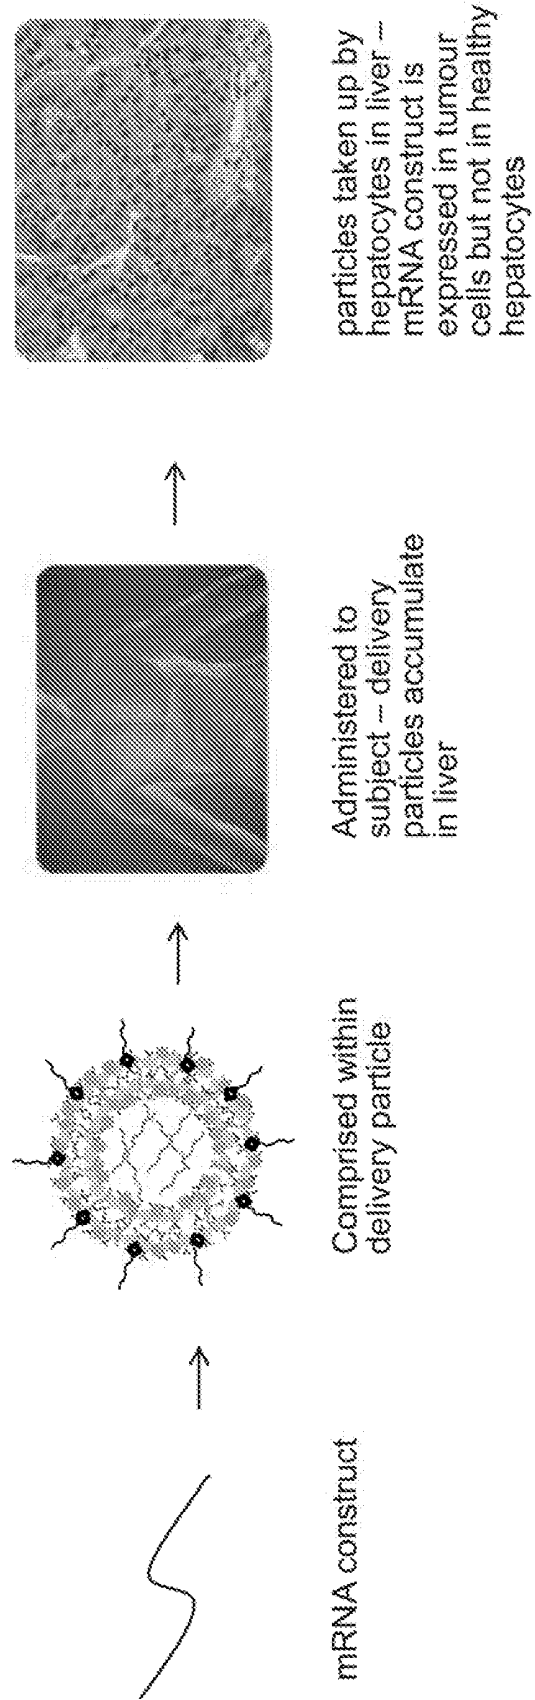 mRNA construct
Comprised within
delivery particle
Administered to
subject – delivery
particles accumulate
in liver
particles taken up by
hepatocytes in liver –
mRNA construct is
expressed in tumour
cells but not in healthy
hepatocytes